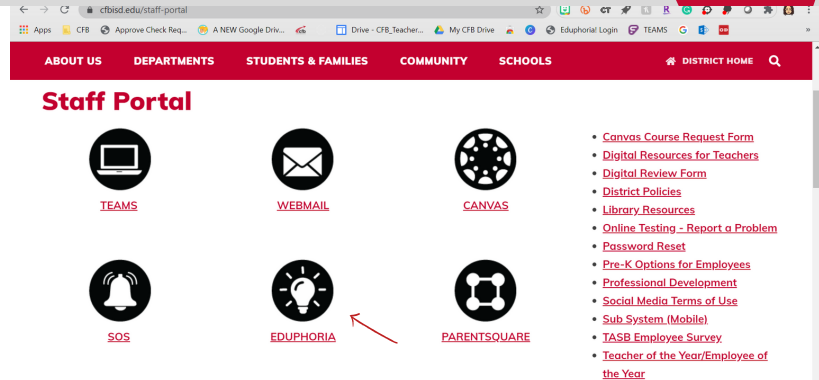 cfbisd.edu/staff-portal
Apps CFB Approve Check Req... A NEW Google Driv... Drive - CFB_Teacher... My CFB Drive Eduphoria! Login TEAMS »
ABOUT US DEPARTMENTS STUDENTS & FAMILIES COMMUNITY SCHOOLS DISTRICT HOME
Staff Portal
TEAMS WEBMAIL CANVAS
SOS EDUPHORIA PARENTSQUARE
• Canvas Course Request Form
• Digital Resources for Teachers
• Digital Review Form
• District Policies
• Library Resources
• Online Testing - Report a Problem
• Password Reset
• Pre-K Options for Employees
• Professional Development
• Social Media Terms of Use
• Sub System (Mobile)
• TASB Employee Survey
• Teacher of the Year/Employee of
the Year